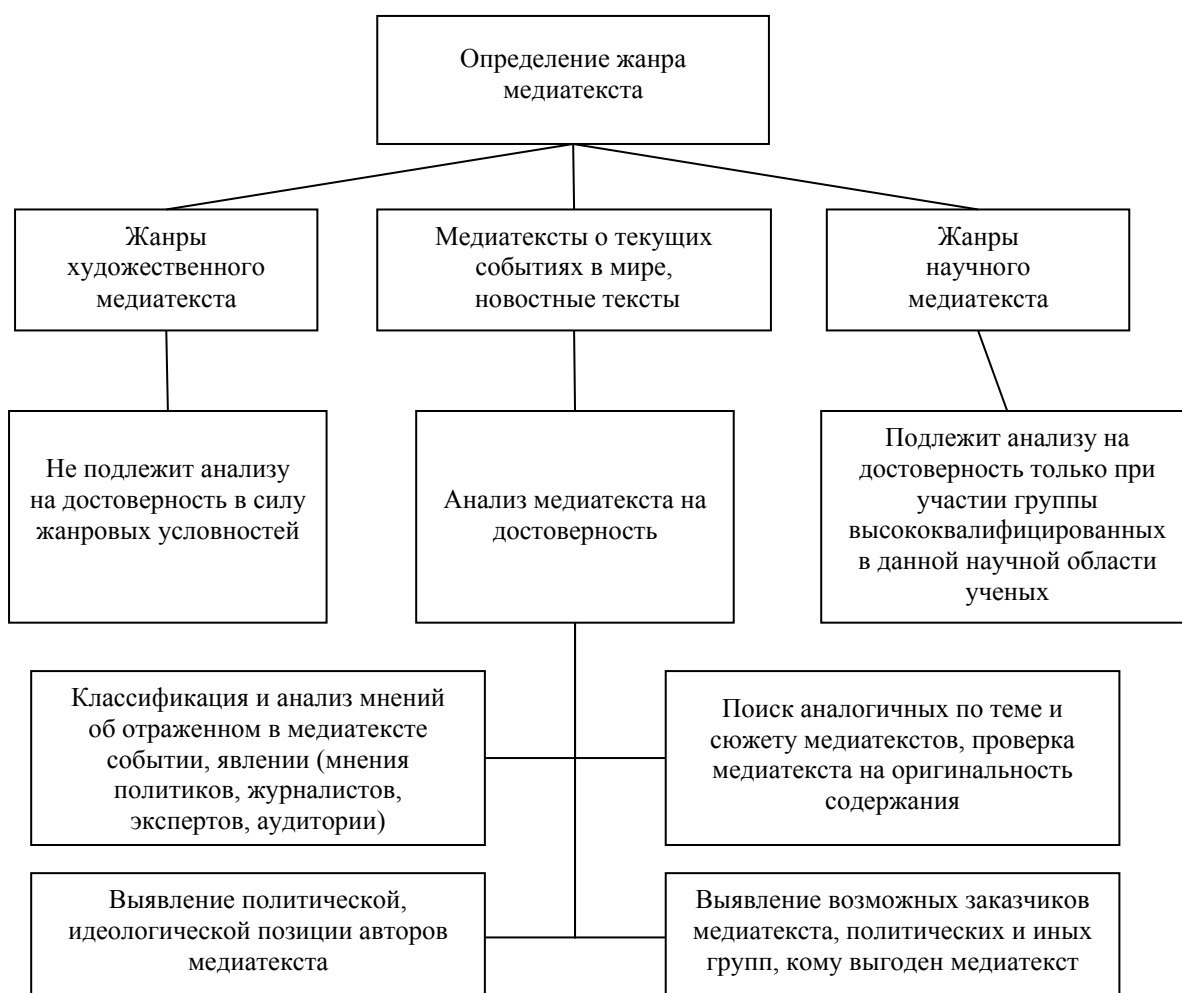 Определение жанра
медиатекста
Жанры
художественного
медиатекста
Медиатексты о текущих
событиях в мире,
новостные тексты
Жанры
научного
медиатекста
Не подлежит анализу
на достоверность в силу
жанровых условностей
Анализ медиатекста на
достоверность
Подлежит анализу на
достоверность только при
участии группы
высококвалифицированных
в данной научной области
ученых
Классификация и анализ мнений
об отраженном в медиатексте
событии, явлении (мнения
политиков, журналистов,
экспертов, аудитории)
Поиск аналогичных по теме и
сюжету медиатекстов, проверка
медиатекста на оригинальность
содержания
Выявление политической,
идеологической позиции авторов
медиатекста
Выявление возможных заказчиков
медиатекста, политических и иных
групп, кому выгоден медиатекст